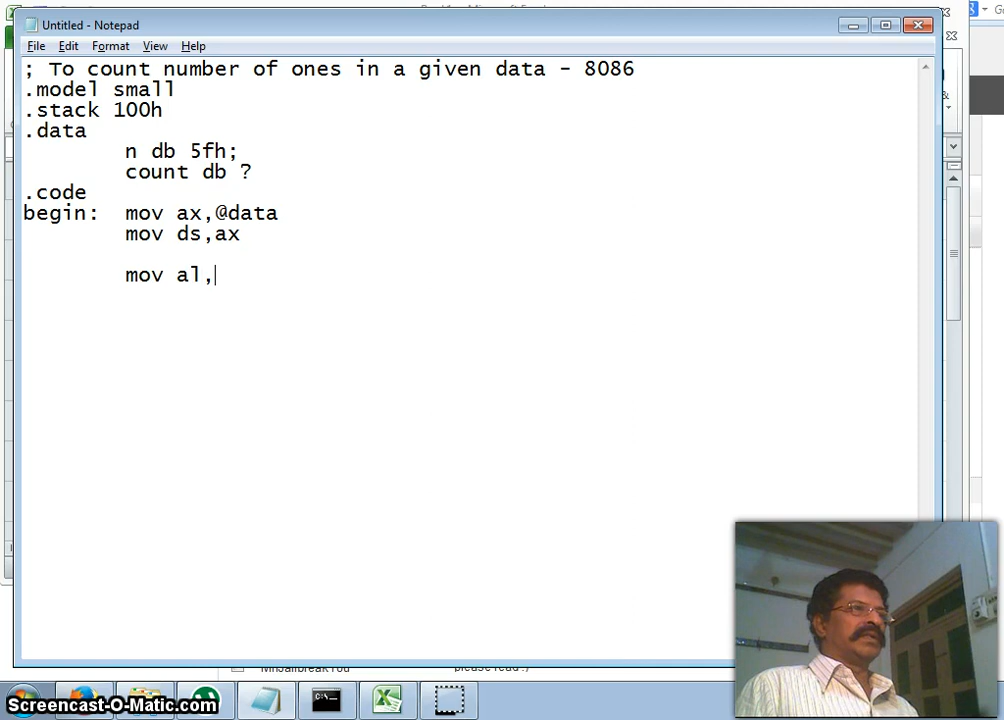 Untitled - Notepad
File Edit Format View Help
; To count number of ones in a given data - 8086
.model small
.stack 100h
.data
n db 5fh;
count db ?
.code
begin: mov ax,@data
mov ds,ax
mov al,
please read :)
Screencast-O-Matic.com